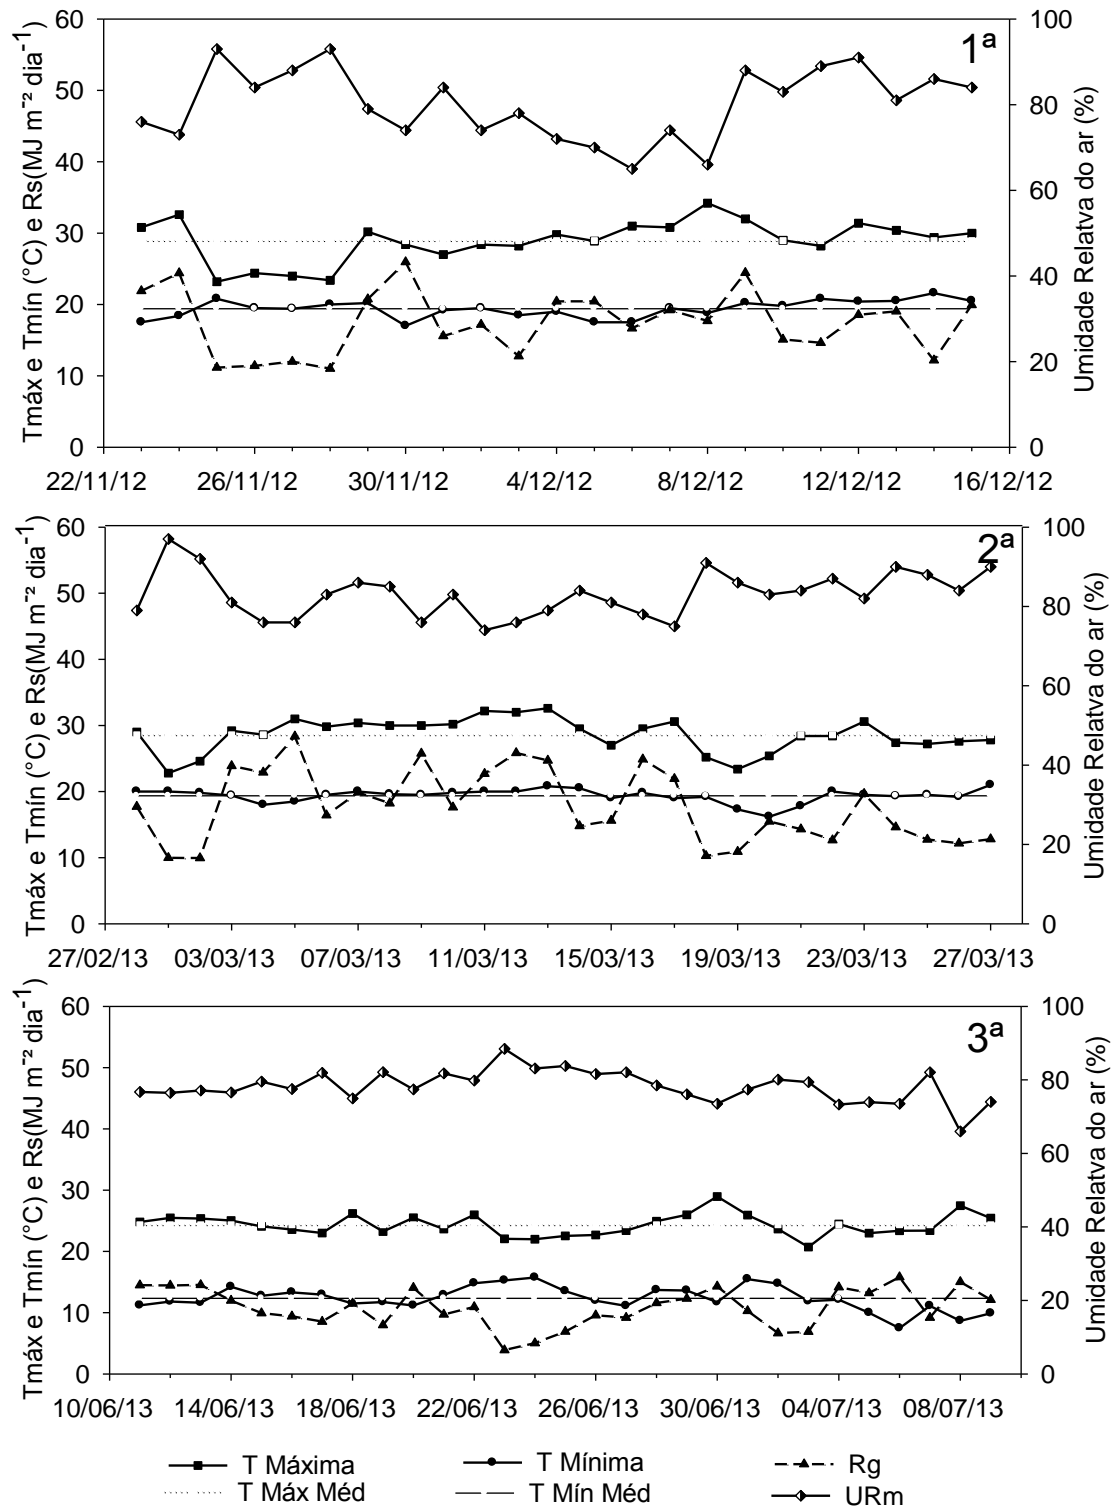 1ª
Tmáx e Tmín (°C) e Rs(MJ m⁻² dia⁻¹)
60
50
40
30
20
10
0
100
80
60
40
20
0
Umidade Relatva do ar (%)
22/11/12 26/11/12 30/11/12 4/12/12 8/12/12 12/12/12 16/12/12
2ª
Tmáx e Tmín (°C) e Rs(MJ m⁻² dia⁻¹)
60
50
40
30
20
10
0
100
80
60
40
20
0
Umidade Relatva do ar (%)
27/02/13 03/03/13 07/03/13 11/03/13 15/03/13 19/03/13 23/03/13 27/03/13
3ª
Tmáx e Tmín (°C) e Rs(MJ m⁻² dia⁻¹)
60
50
40
30
20
10
0
100
80
60
40
20
0
Umidade Relatva do ar (%)
10/06/13 14/06/13 18/06/13 22/06/13 26/06/13 30/06/13 04/07/13 08/07/13
T Máxima T Mínima Rg
T Máx Méd T Mín Méd URm